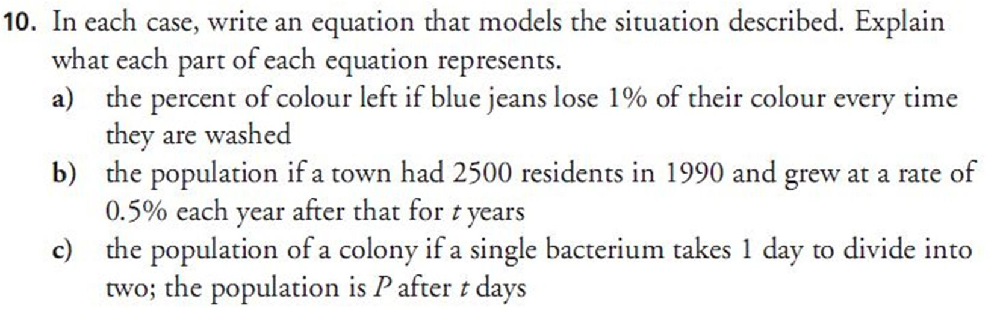 10. In each case, write an equation that models the situation described. Explain
what each part of each equation represents.
a) the percent of colour left if blue jeans lose 1% of their colour every time
they are washed
b) the population if a town had 2500 residents in 1990 and grew at a rate of
0.5% each year after that for t years
c) the population of a colony if a single bacterium takes 1 day to divide into
two; the population is P after t days